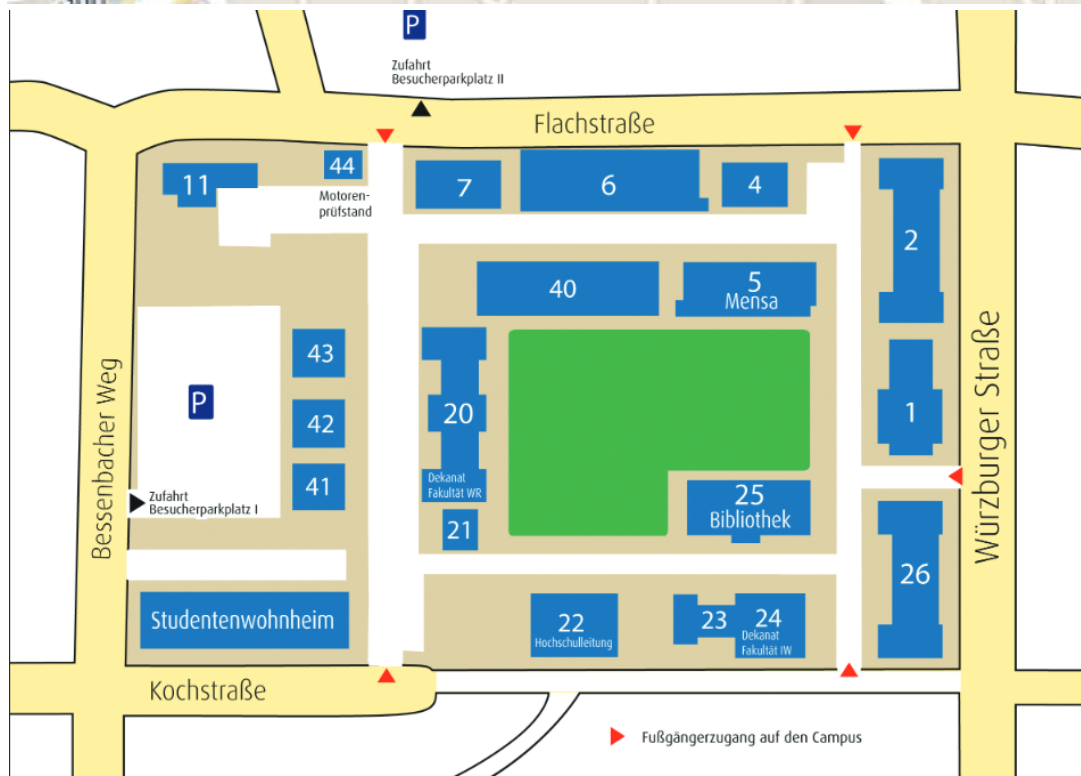 P
Zufahrt
Besucherparkplatz II
Flachstraße
11
44
Motoren-
prüfstand
7
6
4
2
40
5
Mensa
43
42
41
P
Zufahrt
Besucherparkplatz I
Bessenbacher Weg
20
Dekanat
Fakultät WR
21
1
Würzburger Straße
25
Bibliothek
26
Studentenwohnheim
22
Hochschulleitung
23
24
Dekanat
Fakultät IW
Kochstraße
Fußgängerzugang auf den Campus